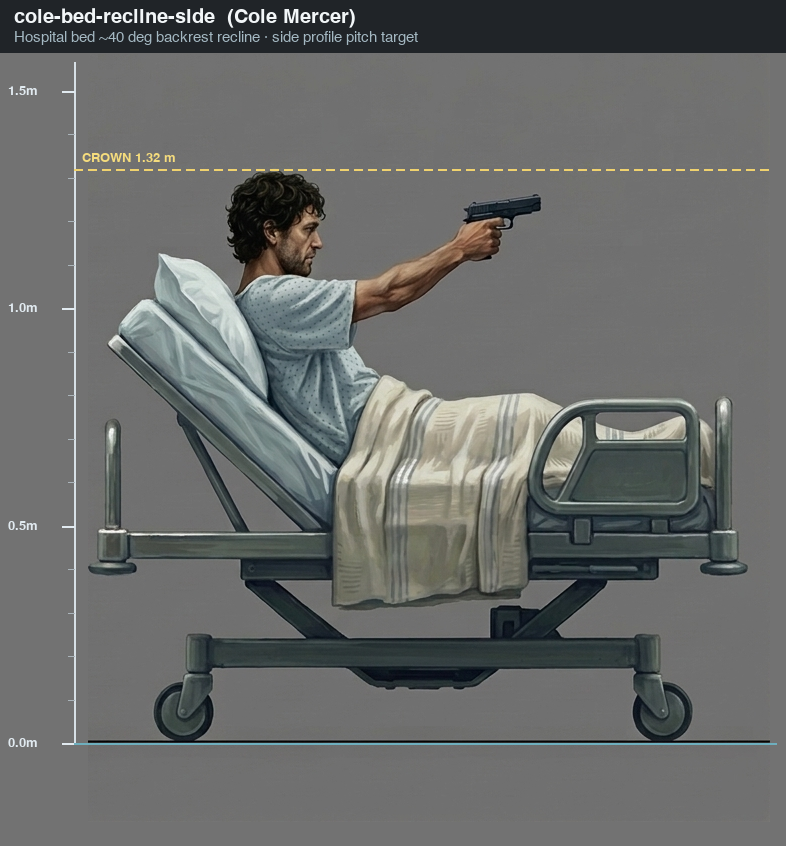 cole-bed-recline-side (Cole Mercer)
Hospital bed ~40 deg backrest recline · side profile pitch target
1.5m
CROWN 1.32 m
1.0m
0.5m
0.0m